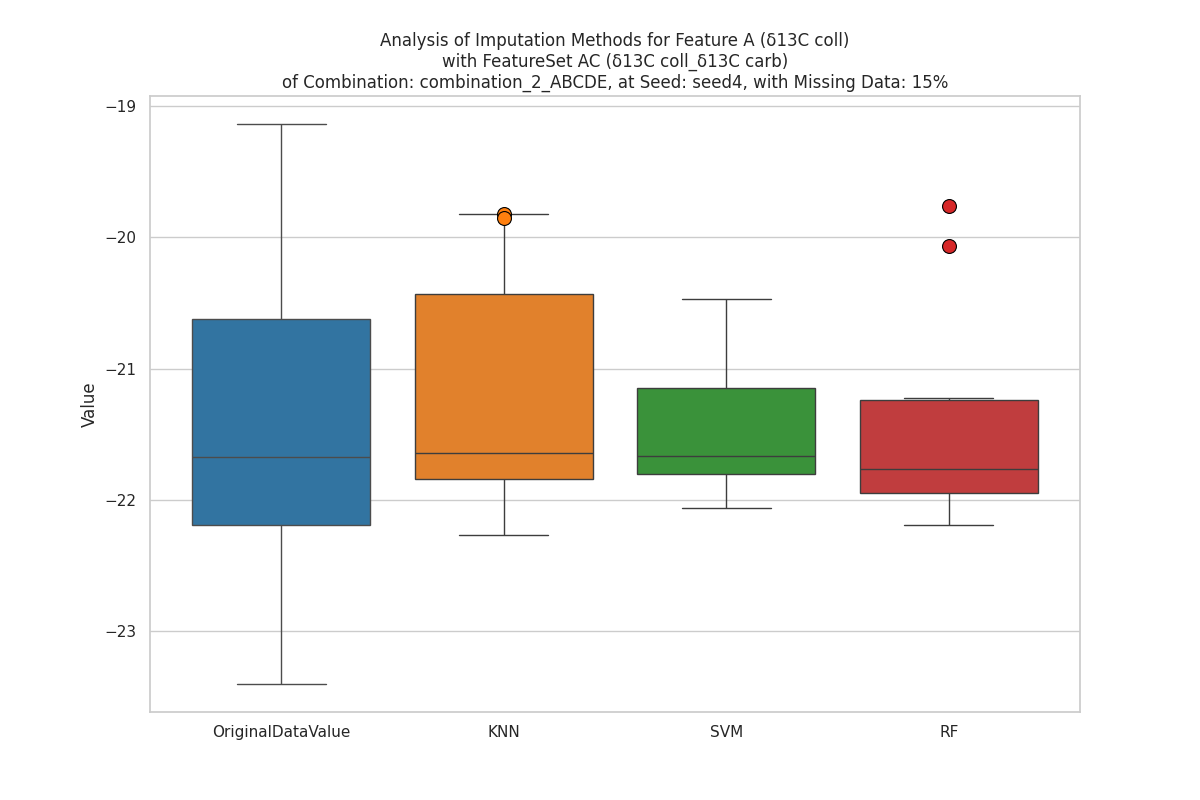 Analysis of Imputation Methods for Feature A (δ13C coll)
with FeatureSet AC (δ13C coll_δ13C carb)
of Combination: combination_2_ABCDE, at Seed: seed4, with Missing Data: 15%
−19
−20
−21
−22
−23
Value
OriginalDataValue
KNN
SVM
RF